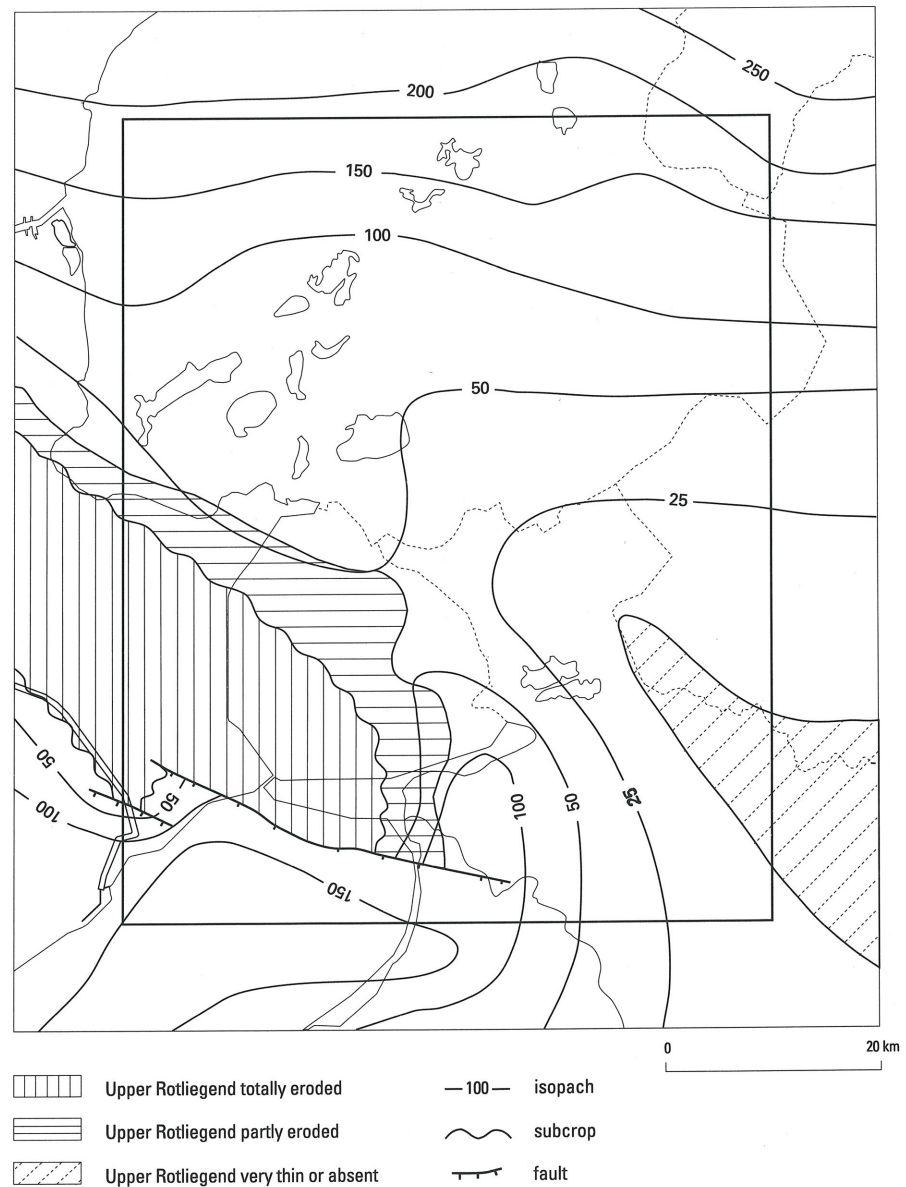 250
200
150
100
50
25
50
100
50
100
50
25
150
0 20 km
Upper Rotliegend totally eroded
— 100 — isopach
Upper Rotliegend partly eroded
subcrop
Upper Rotliegend very thin or absent
fault